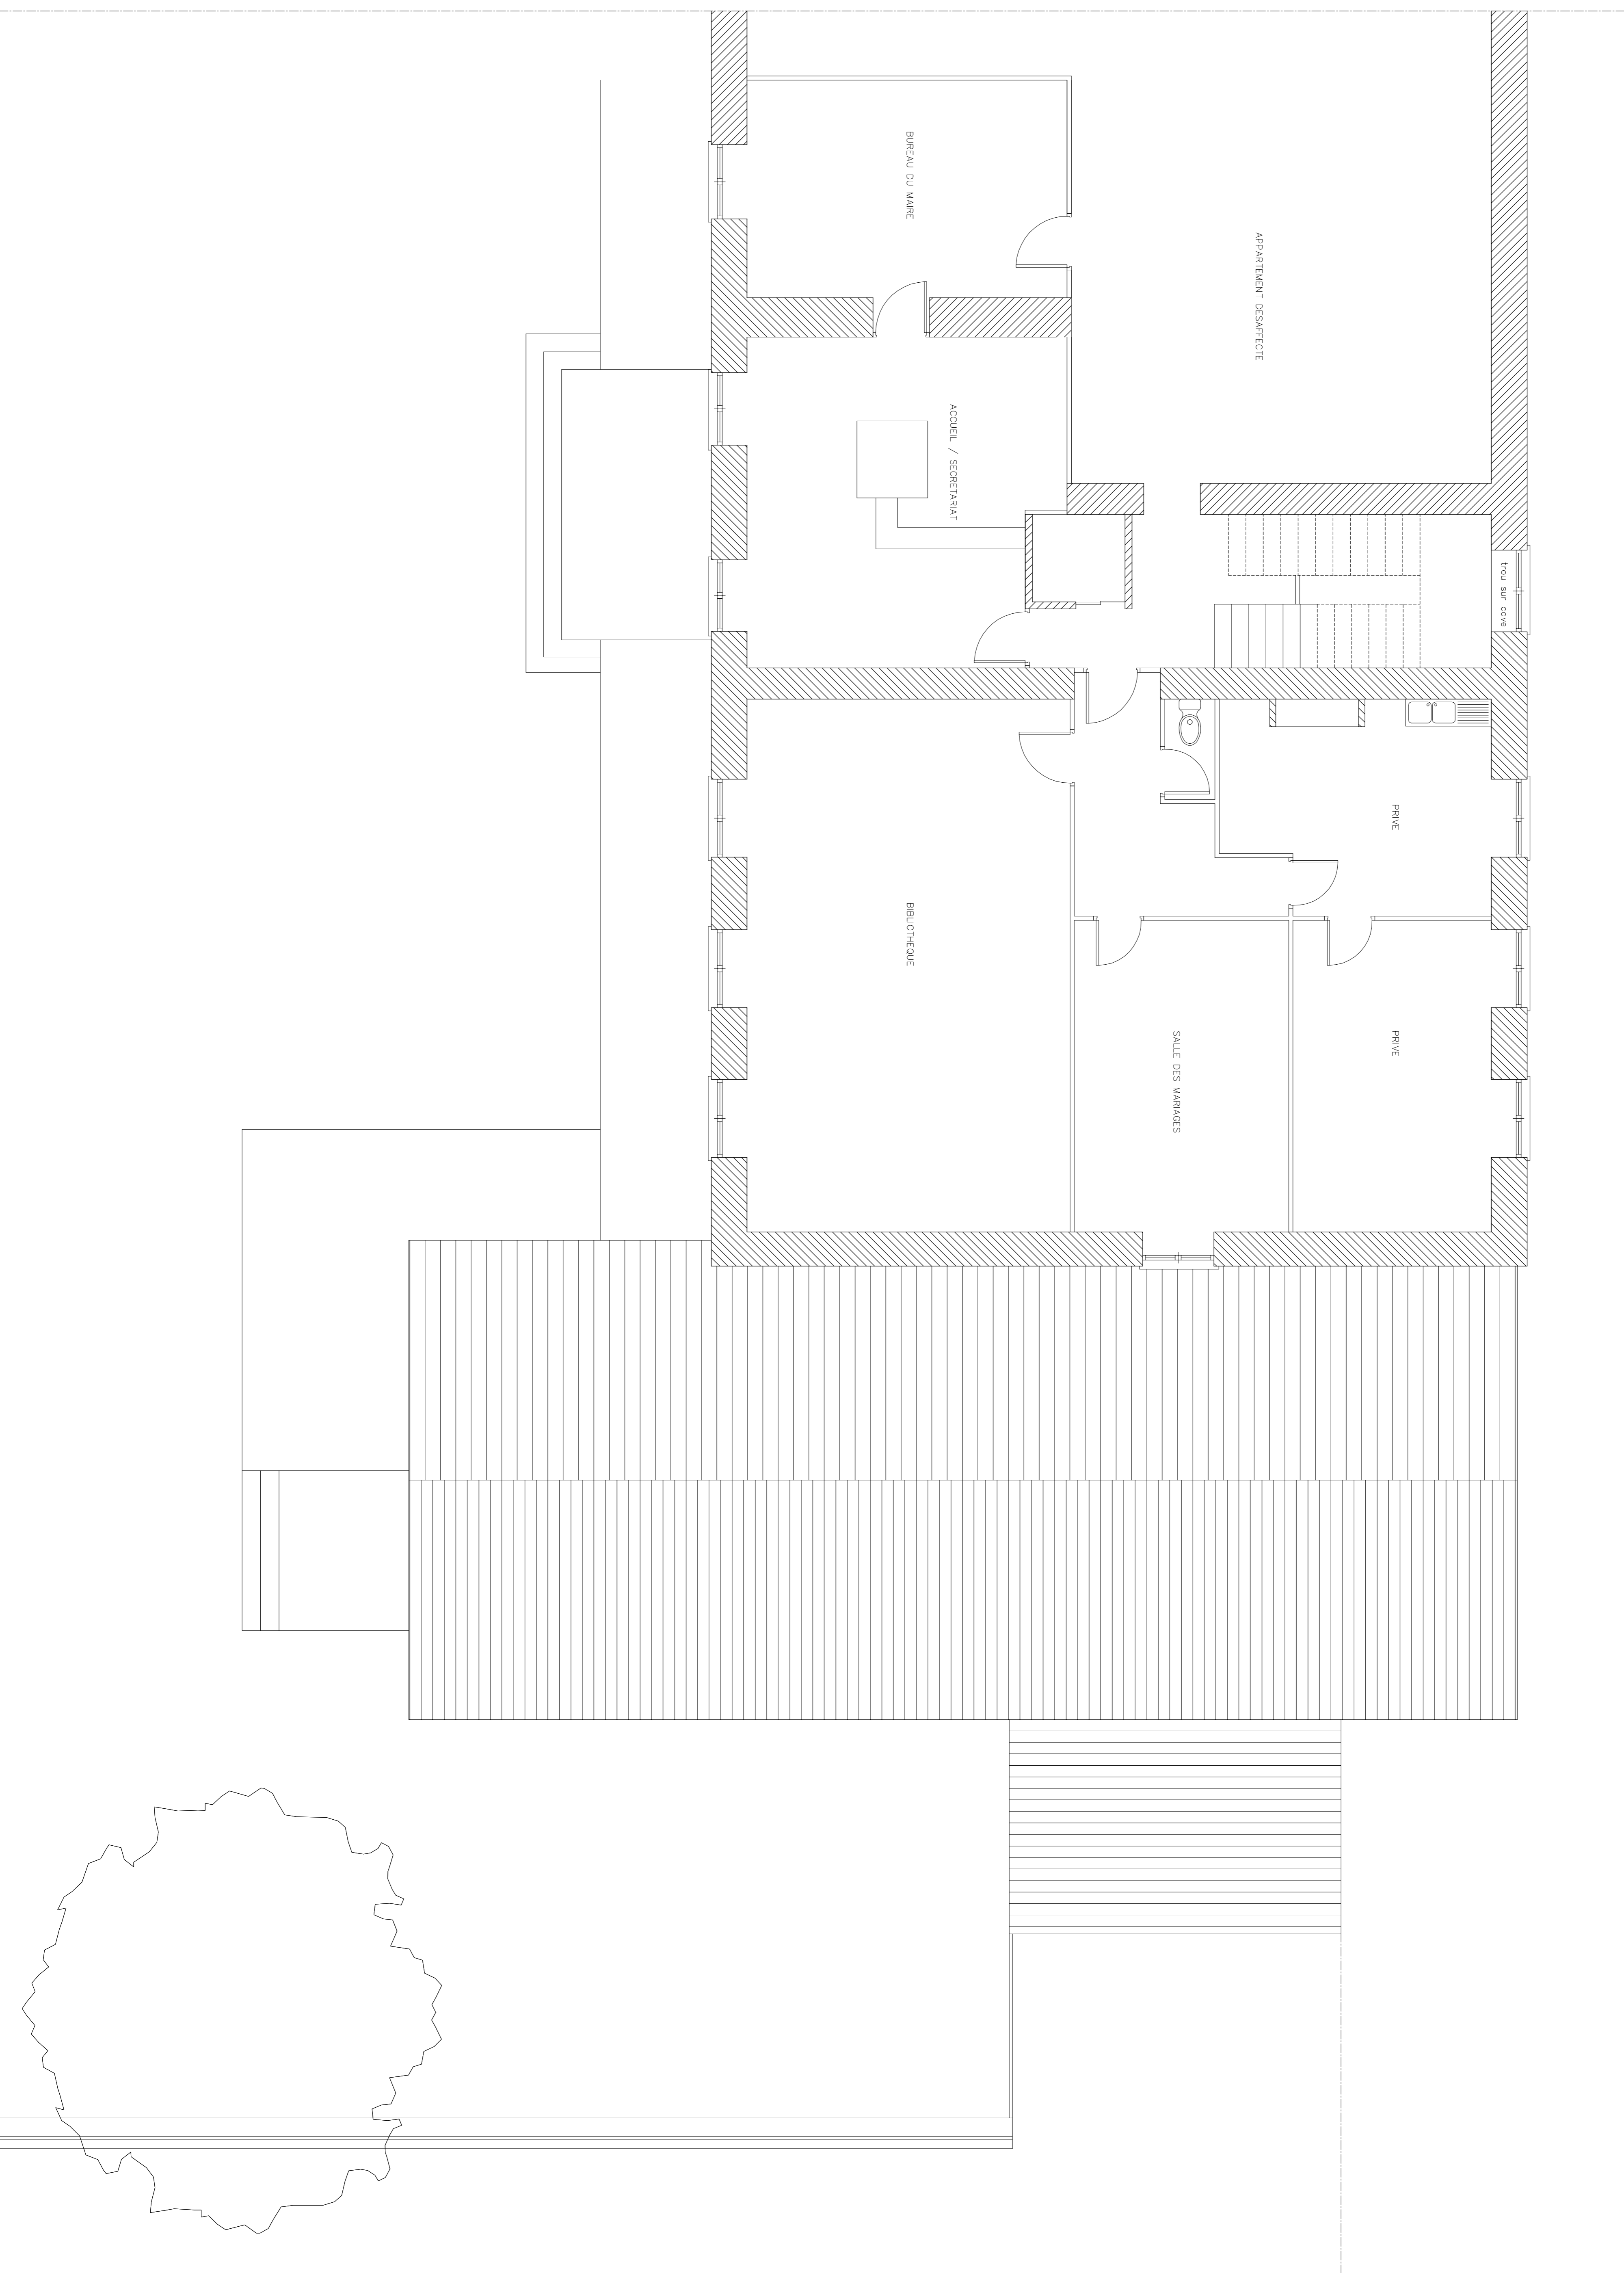 BUREAU DU MAIRE
APPARTEMENT DESAFFECTE
ACCUEIL / SECRETARIAT
trou sur cave
PRIVE
BIBLIOTHEQUE
SALLE DES MARIAGES
PRIVE